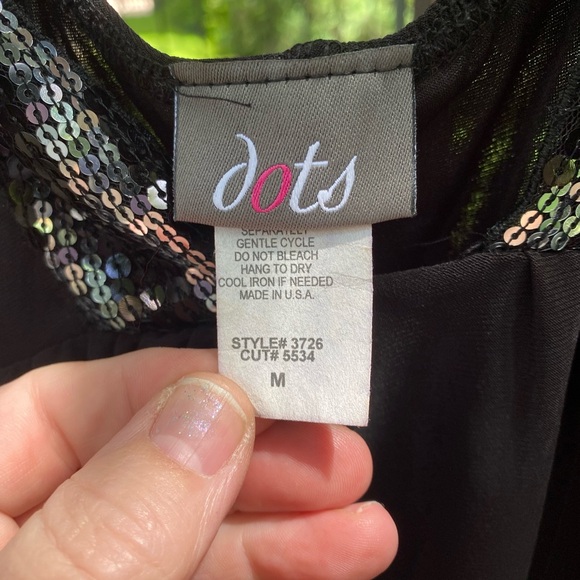 dots
SEPARATELY
GENTLE CYCLE
DO NOT BLEACH
HANG TO DRY
COOL IRON IF NEEDED
MADE IN U.S.A.
STYLE# 3726
CUT# 5534
M